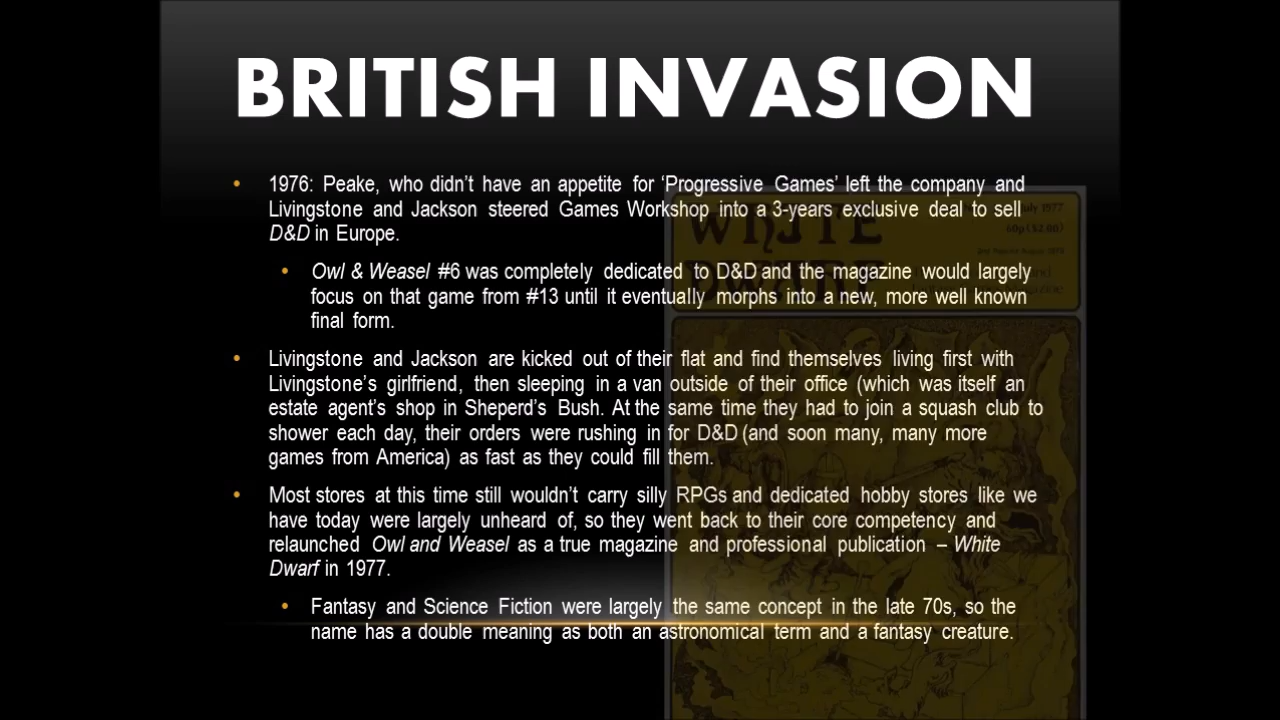 BRITISH INVASION
• 1976: Peake, who didn't have an appetite for 'Progressive Games' left the company and
Livingstone and Jackson steered Games Workshop into a 3-years exclusive deal to sell
D&D in Europe.
• Owl & Weasel #6 was completely dedicated to D&D and the magazine would largely
focus on that game from #13 until it eventually morphs into a new, more well known
final form.
• Livingstone and Jackson are kicked out of their flat and find themselves living first with
Livingstone's girlfriend, then sleeping in a van outside of their office (which was itself an
estate agent's shop in Sheperd's Bush. At the same time they had to join a squash club to
shower each day, their orders were rushing in for D&D (and soon many, many more
games from America) as fast as they could fill them.
• Most stores at this time still wouldn't carry silly RPGs and dedicated hobby stores like we
have today were largely unheard of, so they went back to their core competency and
relaunched Owl and Weasel as a true magazine and professional publication – White
Dwarf in 1977.
• Fantasy and Science Fiction were largely the same concept in the late 70s, so the
name has a double meaning as both an astronomical term and a fantasy creature.
WHITE
DWARF
July 1977
60p ($2.00)